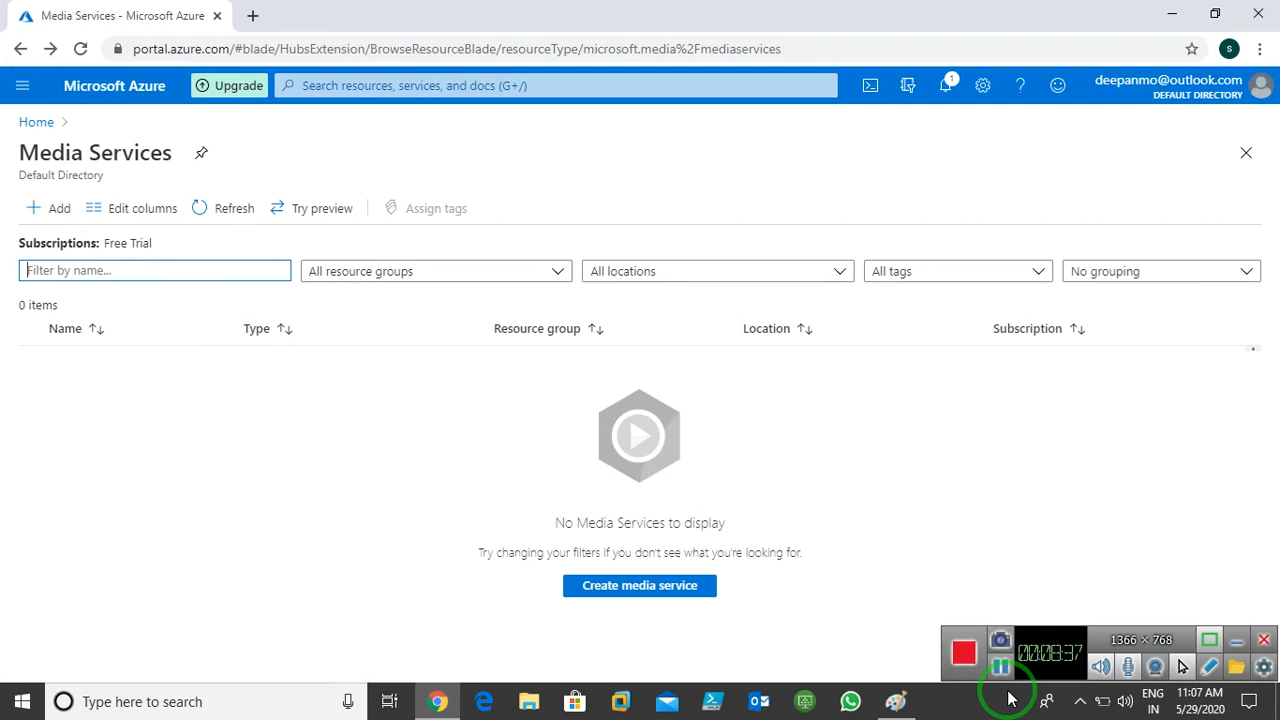 Media Services - Microsoft Azure
portal.azure.com/#blade/HubsExtension/BrowseResourceBlade/resourceType/microsoft.media%2Fmediaservices
S
Microsoft Azure
Upgrade
Search resources, services, and docs (G+/)
1
deepanmo@outlook.com
DEFAULT DIRECTORY
Home
Media Services
Default Directory
Add
Edit columns
Refresh
Try preview
Assign tags
Subscriptions: Free Trial
Filter by name...
All resource groups
All locations
All tags
No grouping
0 items
Name
Type
Resource group
Location
Subscription
No Media Services to display
Try changing your filters if you don't see what you're looking for.
Create media service
1366 × 768
00:08:37
Type here to search
ENG
IN
11:07 AM
5/29/2020